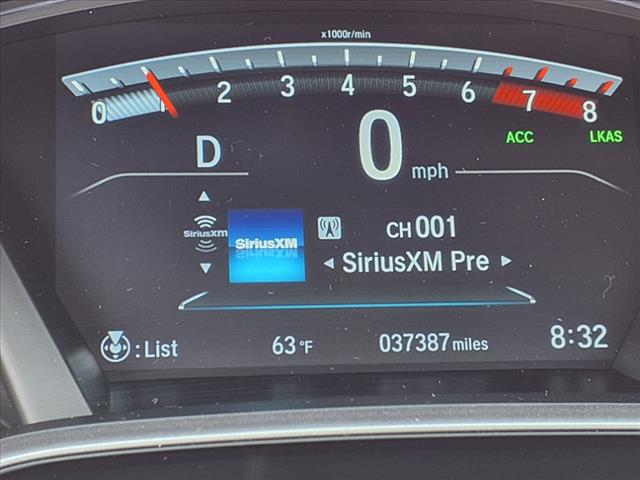 x1000r/min
0 1 2 3 4 5 6 7 8
ACC LKAS
D 0 mph
SiriusXM SiriusXM CH 001
SiriusXM Pre
: List 63 °F 037387 miles 8:32